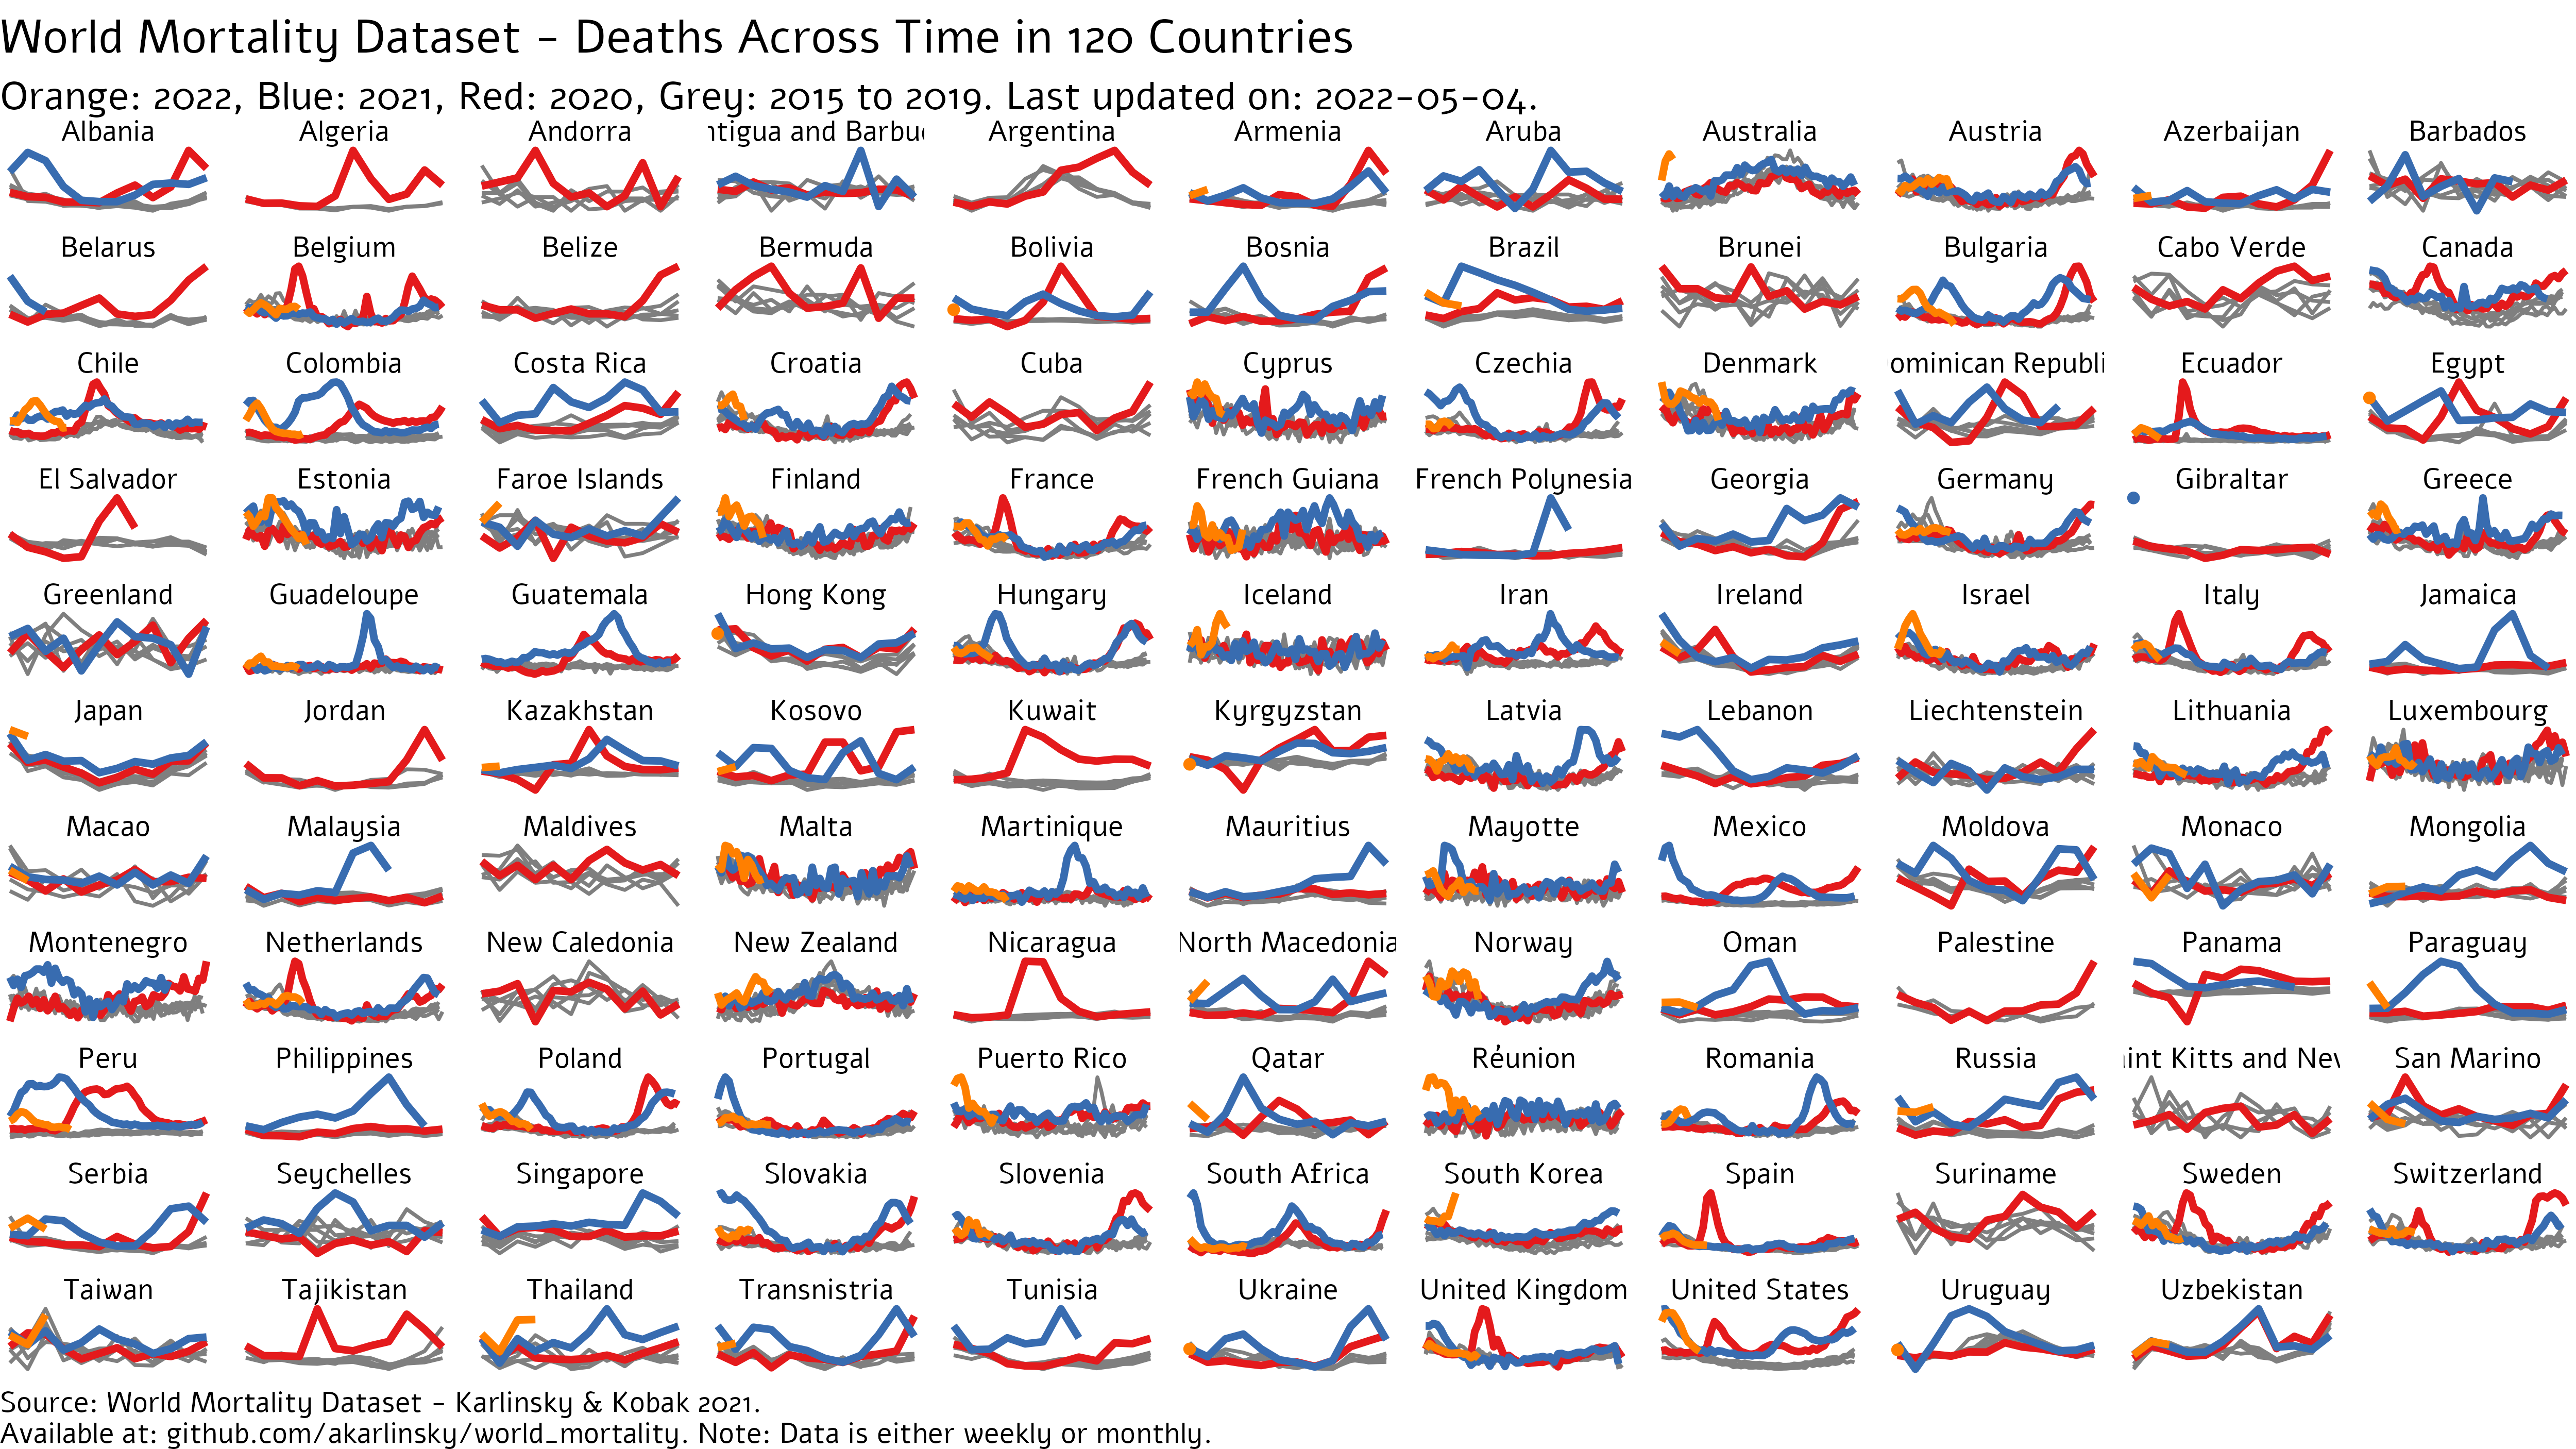 World Mortality Dataset - Deaths Across Time in 120 Countries
Orange: 2022, Blue: 2021, Red: 2020, Grey: 2015 to 2019. Last updated on: 2022-05-04.
Albania Algeria Andorra ntigua and Barbu Argentina Armenia Aruba Australia Austria Azerbaijan Barbados
Belarus Belgium Belize Bermuda Bolivia Bosnia Brazil Brunei Bulgaria Cabo Verde Canada
Chile Colombia Costa Rica Croatia Cuba Cyprus Czechia Denmark ominican Republi Ecuador Egypt
El Salvador Estonia Faroe Islands Finland France French Guiana French Polynesia Georgia Germany Gibraltar Greece
Greenland Guadeloupe Guatemala Hong Kong Hungary Iceland Iran Ireland Israel Italy Jamaica
Japan Jordan Kazakhstan Kosovo Kuwait Kyrgyzstan Latvia Lebanon Liechtenstein Lithuania Luxembourg
Macao Malaysia Maldives Malta Martinique Mauritius Mayotte Mexico Moldova Monaco Mongolia
Montenegro Netherlands New Caledonia New Zealand Nicaragua North Macedonia Norway Oman Palestine Panama Paraguay
Peru Philippines Poland Portugal Puerto Rico Qatar Réunion Romania Russia int Kitts and Nev San Marino
Serbia Seychelles Singapore Slovakia Slovenia South Africa South Korea Spain Suriname Sweden Switzerland
Taiwan Tajikistan Thailand Transnistria Tunisia Ukraine United Kingdom United States Uruguay Uzbekistan
Source: World Mortality Dataset - Karlinsky & Kobak 2021.
Available at: github.com/akarlinsky/world_mortality. Note: Data is either weekly or monthly.